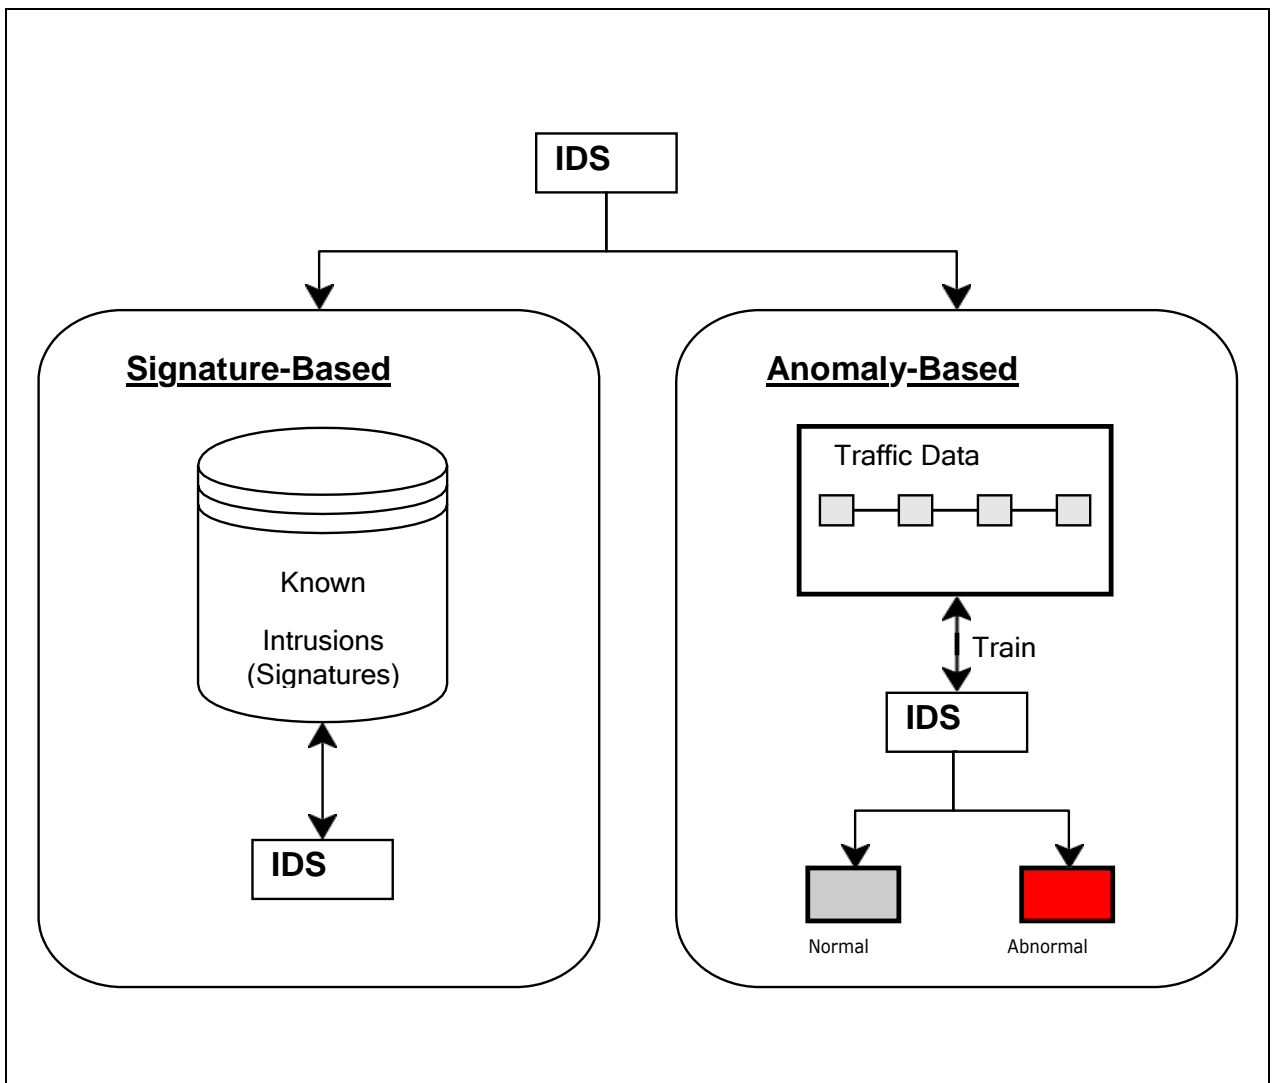 IDS
Signature-Based
Known
Intrusions
(Signatures)
IDS
Anomaly-Based
Traffic Data
Train
IDS
Normal
Abnormal